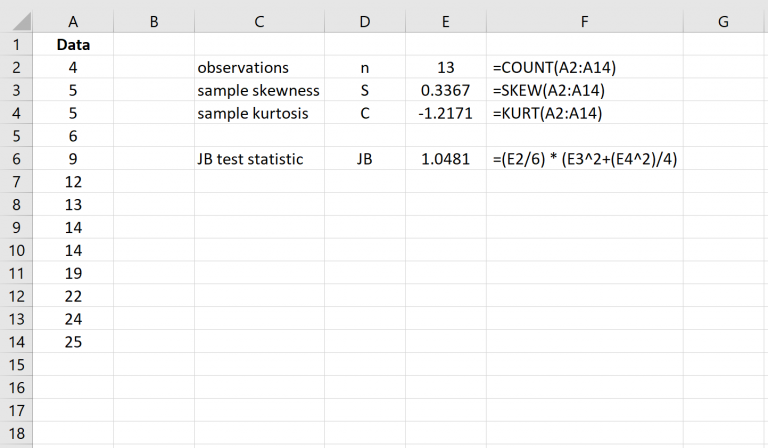 A B C D E F G
1 Data
2 4 observations n 13 =COUNT(A2:A14)
3 5 sample skewness S 0.3367 =SKEW(A2:A14)
4 5 sample kurtosis C -1.2171 =KURT(A2:A14)
5 6
6 9 JB test statistic JB 1.0481 =(E2/6) * (E3^2+(E4^2)/4)
7 12
8 13
9 14
10 14
11 19
12 22
13 24
14 25
15
16
17
18